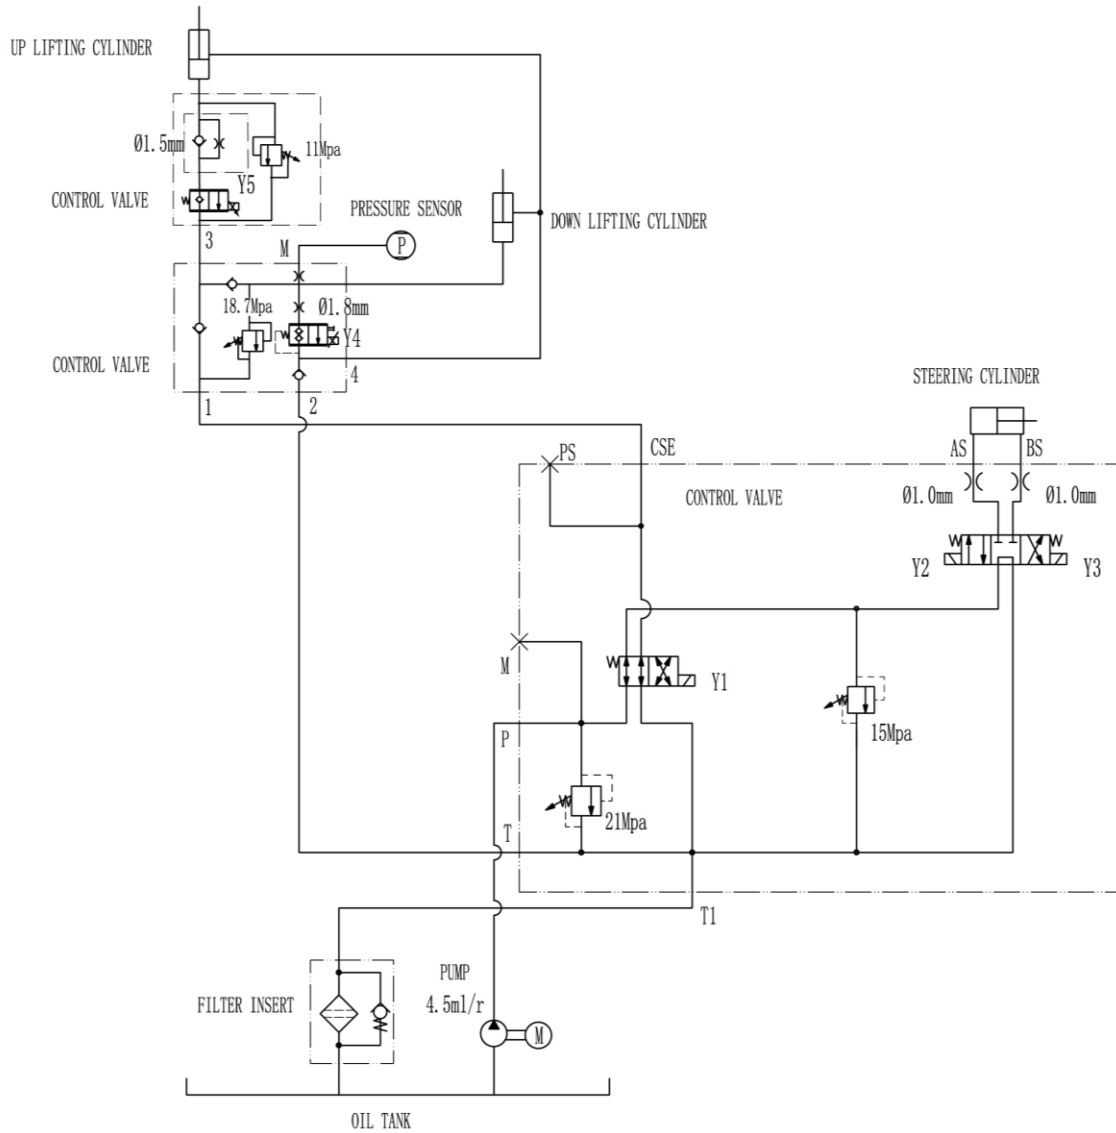 UP LIFTING CYLINDER
Ø1.5mm
11Mpa
Y5
CONTROL VALVE
PRESSURE SENSOR
DOWN LIFTING CYLINDER
3
M
P
18.7Mpa
Ø1.8mm
Y4
CONTROL VALVE
4
1
2
STEERING CYLINDER
PS
CSE
AS
BS
CONTROL VALVE
Ø1.0mm
Ø1.0mm
Y2
Y3
M
Y1
P
15Mpa
21Mpa
T
T1
PUMP
4.5ml/r
FILTER INSERT
M
OIL TANK